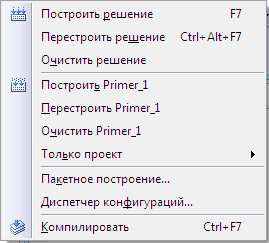 Построить решение F7
Перестроить решение Ctrl+Alt+F7
Очистить решение
Построить Primer_1
Перестроить Primer_1
Очистить Primer_1
Только проект
Пакетное построение...
Диспетчер конфигураций...
Компилировать Ctrl+F7